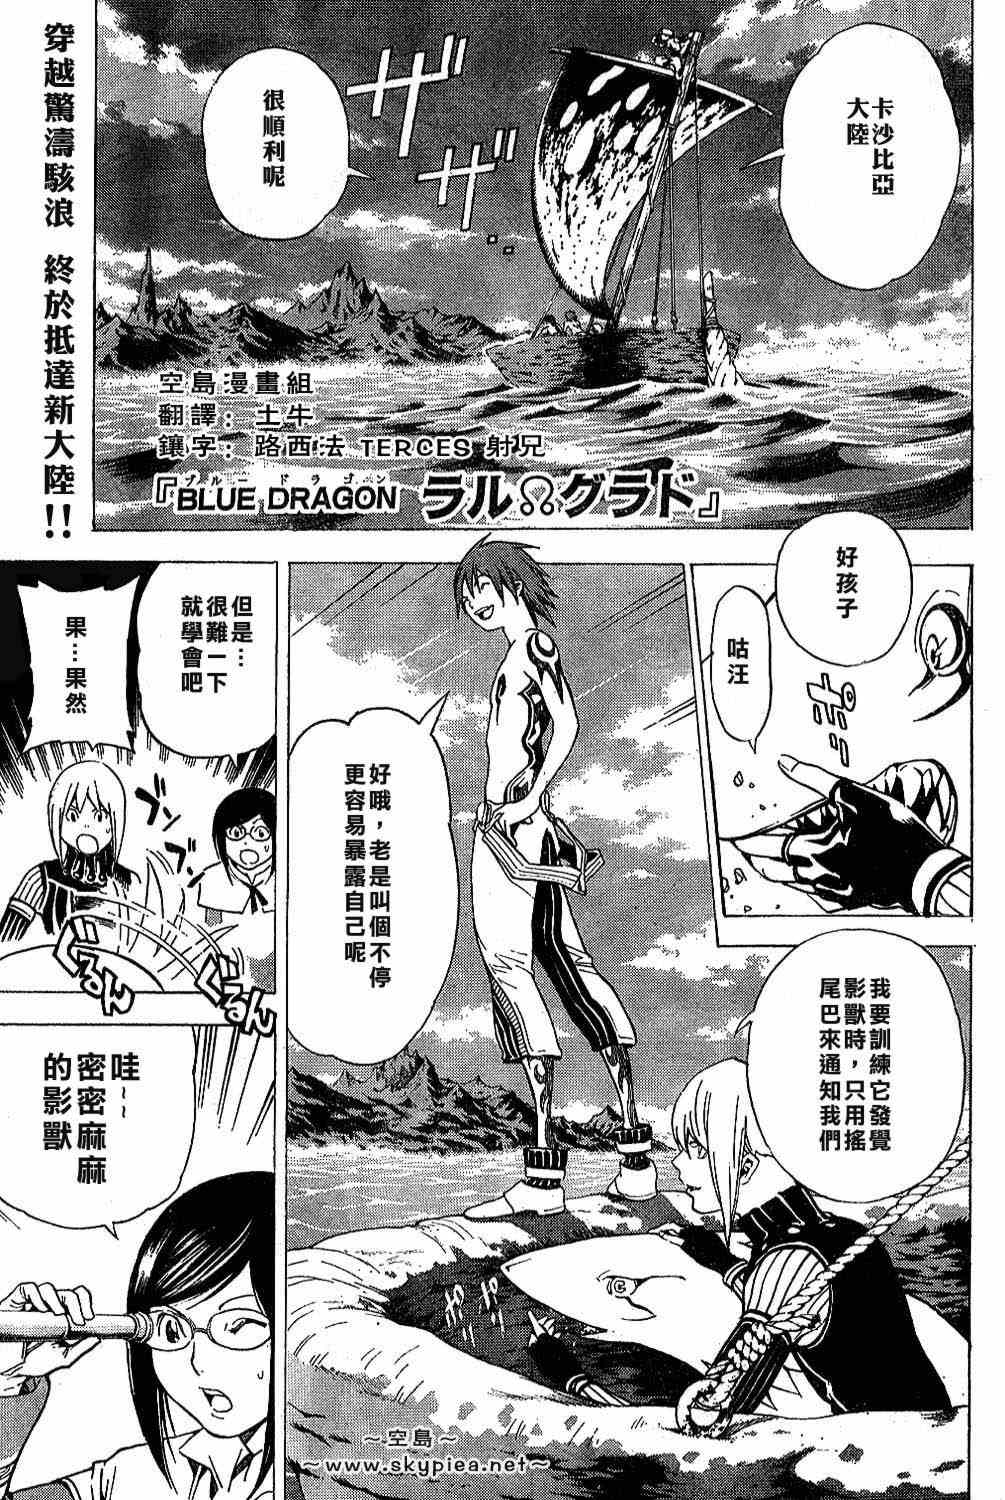 穿越驚濤駭浪 終於抵達新大陸!!
卡沙比亞
大陸
很順利呢
空島漫畫組
翻譯: 土牛
鑲字: 路西法 TERCES 射兄
ブルー ドラゴン
『BLUE DRAGON ラルΩグラド』
好孩子
咕汪
我要訓練它發覺
影獸時，只用搖
尾巴來通知我們
好哦，老是叫個不停
更容易暴露自己呢
但是…
很難一下
就學會吧
果…果然
ぐるん
ぐるん
哇~~
密密麻麻
的影獸
~空島~
~www.skypiea.net~